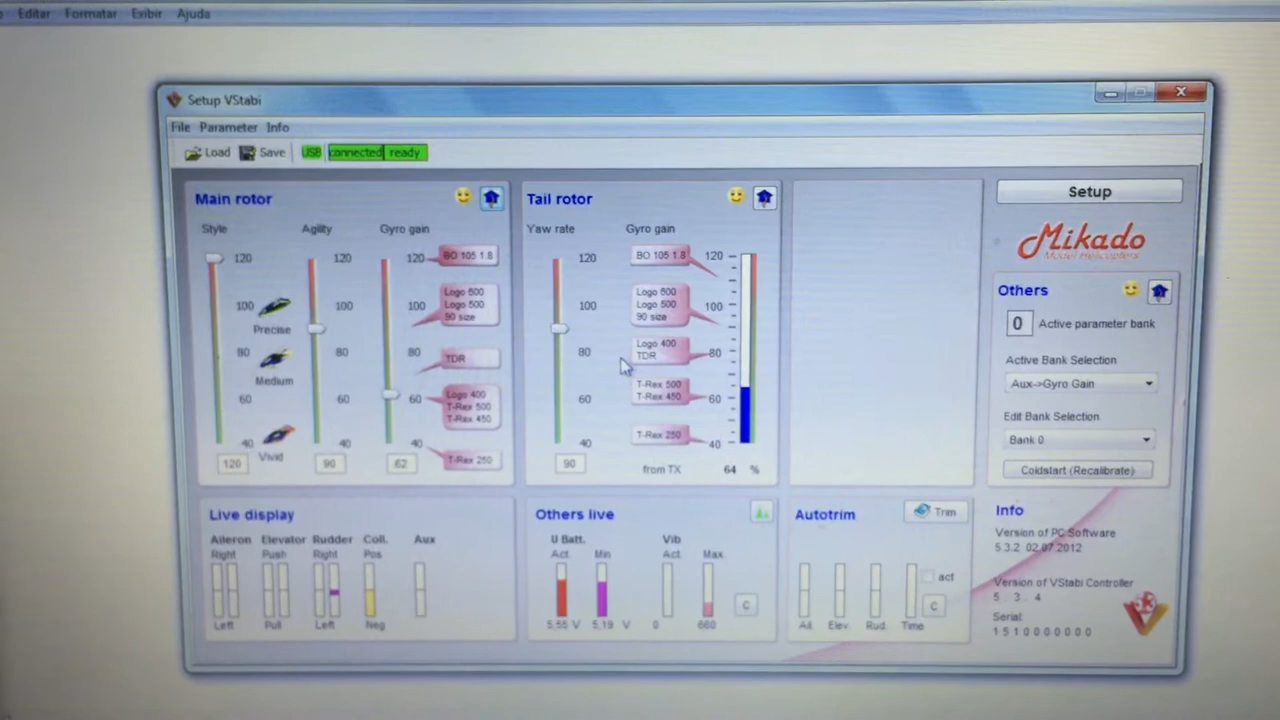 Editar Formatar Exibir Ajuda
Setup VStabi
File Parameter Info
Load Save USB connected ready
Main rotor
Style Agility Gyro gain
120 120 120 BO 105 1.8
Logo 600
Logo 500
90 size
100 100 100
Precise
80 80 80 TDR
Medium
60 60 60
Logo 400
T-Rex 500
T-Rex 450
40 40 40
Vivid
T-Rex 250
120 90 62
Tail rotor
Yaw rate Gyro gain
120 BO 105 1.8 120
Logo 600
Logo 500
90 size
100 100
Logo 400
TDR
80 80
T-Rex 500
T-Rex 450
60 60
T-Rex 250
40 40
90 from TX 64 %
Setup
Mikado
Model Helicopters
Others
0 Active parameter bank
Active Bank Selection
Aux->Gyro Gain
Edit Bank Selection
Bank 0
Coldstart (Recalibrate)
Live display
Aileron Elevator Rudder Coll. Aux
Right Push Right Pos
Left Pull Left Neg
Others live
U Batt. Vib
Act. Min Act. Max.
C
5,55 V 5,19 V 0 660
Autotrim Trim
act
C
Ail. Elev. Rud. Time
Info
Version of PC Software
5.3.2 02.07.2012
Version of VStabi Controller
5 . 3 . 4
Serial:
1 5 1 0 0 0 0 0 0 0